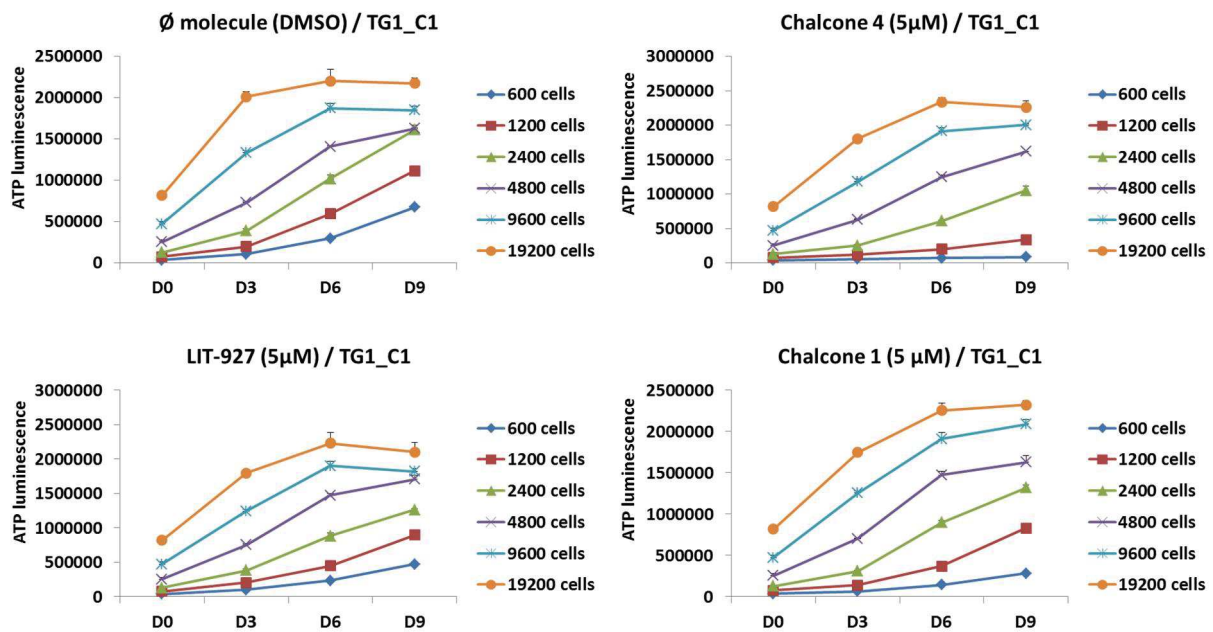 Ø molecule (DMSO) / TG1_C1
ATP luminescence
2500000
2000000
1500000
1000000
500000
0
D0 D3 D6 D9
600 cells
1200 cells
2400 cells
4800 cells
9600 cells
19200 cells
Chalcone 4 (5µM) / TG1_C1
ATP luminescence
3000000
2500000
2000000
1500000
1000000
500000
0
D0 D3 D6 D9
600 cells
1200 cells
2400 cells
4800 cells
9600 cells
19200 cells
LIT-927 (5µM) / TG1_C1
ATP luminescence
3000000
2500000
2000000
1500000
1000000
500000
0
D0 D3 D6 D9
600 cells
1200 cells
2400 cells
4800 cells
9600 cells
19200 cells
Chalcone 1 (5 µM) / TG1_C1
ATP luminescence
2500000
2000000
1500000
1000000
500000
0
D0 D3 D6 D9
600 cells
1200 cells
2400 cells
4800 cells
9600 cells
19200 cells